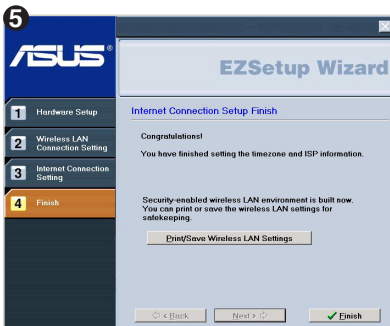 5
ASUS®
EZSetup Wizard
1 Hardware Setup
2 Wireless LAN
Connection Setting
3 Internet Connection
Setting
4 Finish
Internet Connection Setup Finish
Congratulations!
You have finished setting the timezone and ISP information.
Security-enabled wireless LAN environment is built now.
You can print or save the wireless LAN settings for
safekeeping.
Print/Save Wireless LAN Settings
< Back
Next >
Finish